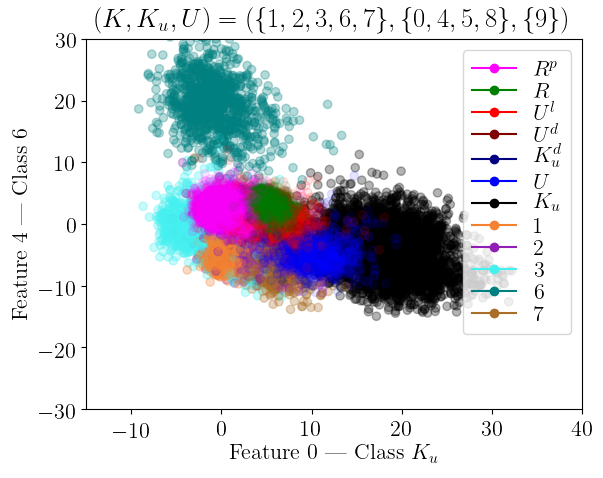 (K, K_u, U) = ({1, 2, 3, 6, 7}, {0, 4, 5, 8}, {9})
30
20
10
0
−10
−20
−30
Feature 4 — Class 6
R^p
R
U^l
U^d
K_u^d
U
K_u
1
2
3
6
7
−10
0
10
20
30
40
Feature 0 — Class K_u